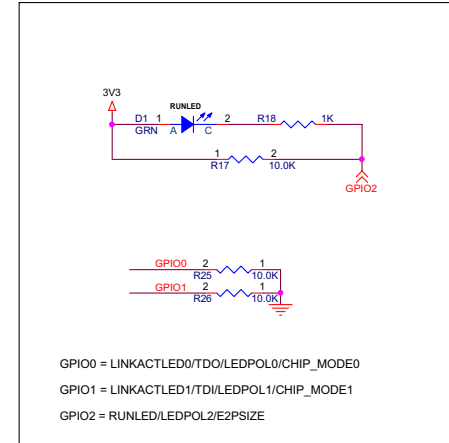 3V3
RUNLED
D1 1 2 R18 1K
GRN A C
1 2
R17 10.0K
GPIO2
GPIO0 2 1
R25 10.0K
GPIO1 2 1
R26 10.0K
GPIO0 = LINKACTLED0/TDO/LEDPOL0/CHIP_MODE0
GPIO1 = LINKACTLED1/TDI/LEDPOL1/CHIP_MODE1
GPIO2 = RUNLED/LEDPOL2/E2PSIZE